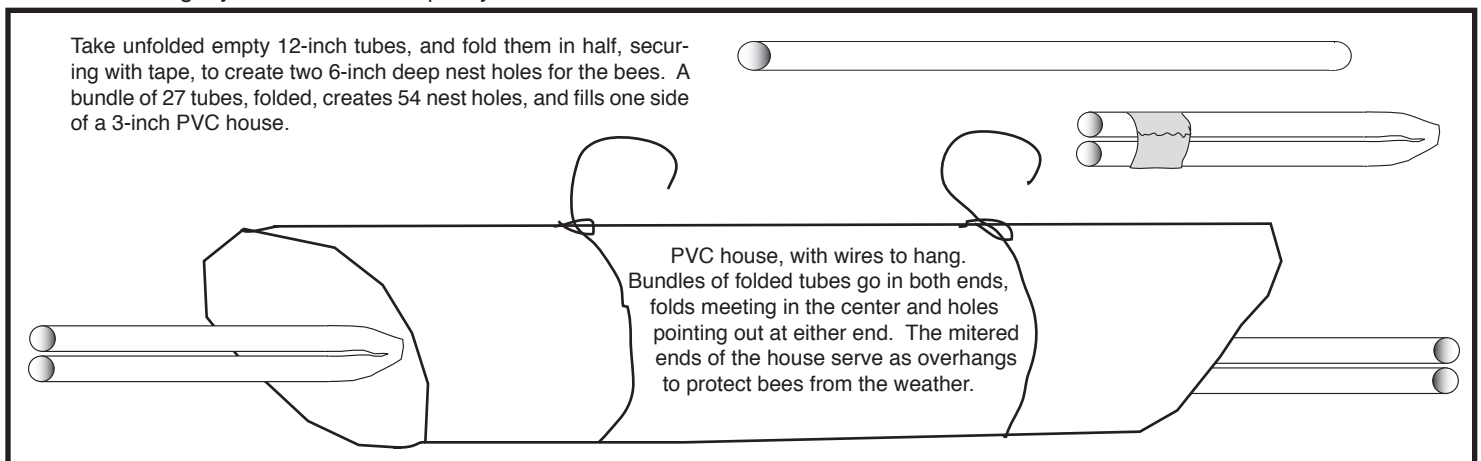 Take unfolded empty 12-inch tubes, and fold them in half, secur-
ing with tape, to create two 6-inch deep nest holes for the bees. A
bundle of 27 tubes, folded, creates 54 nest holes, and fills one side
of a 3-inch PVC house.
PVC house, with wires to hang.
Bundles of folded tubes go in both ends,
folds meeting in the center and holes
pointing out at either end. The mitered
ends of the house serve as overhangs
to protect bees from the weather.